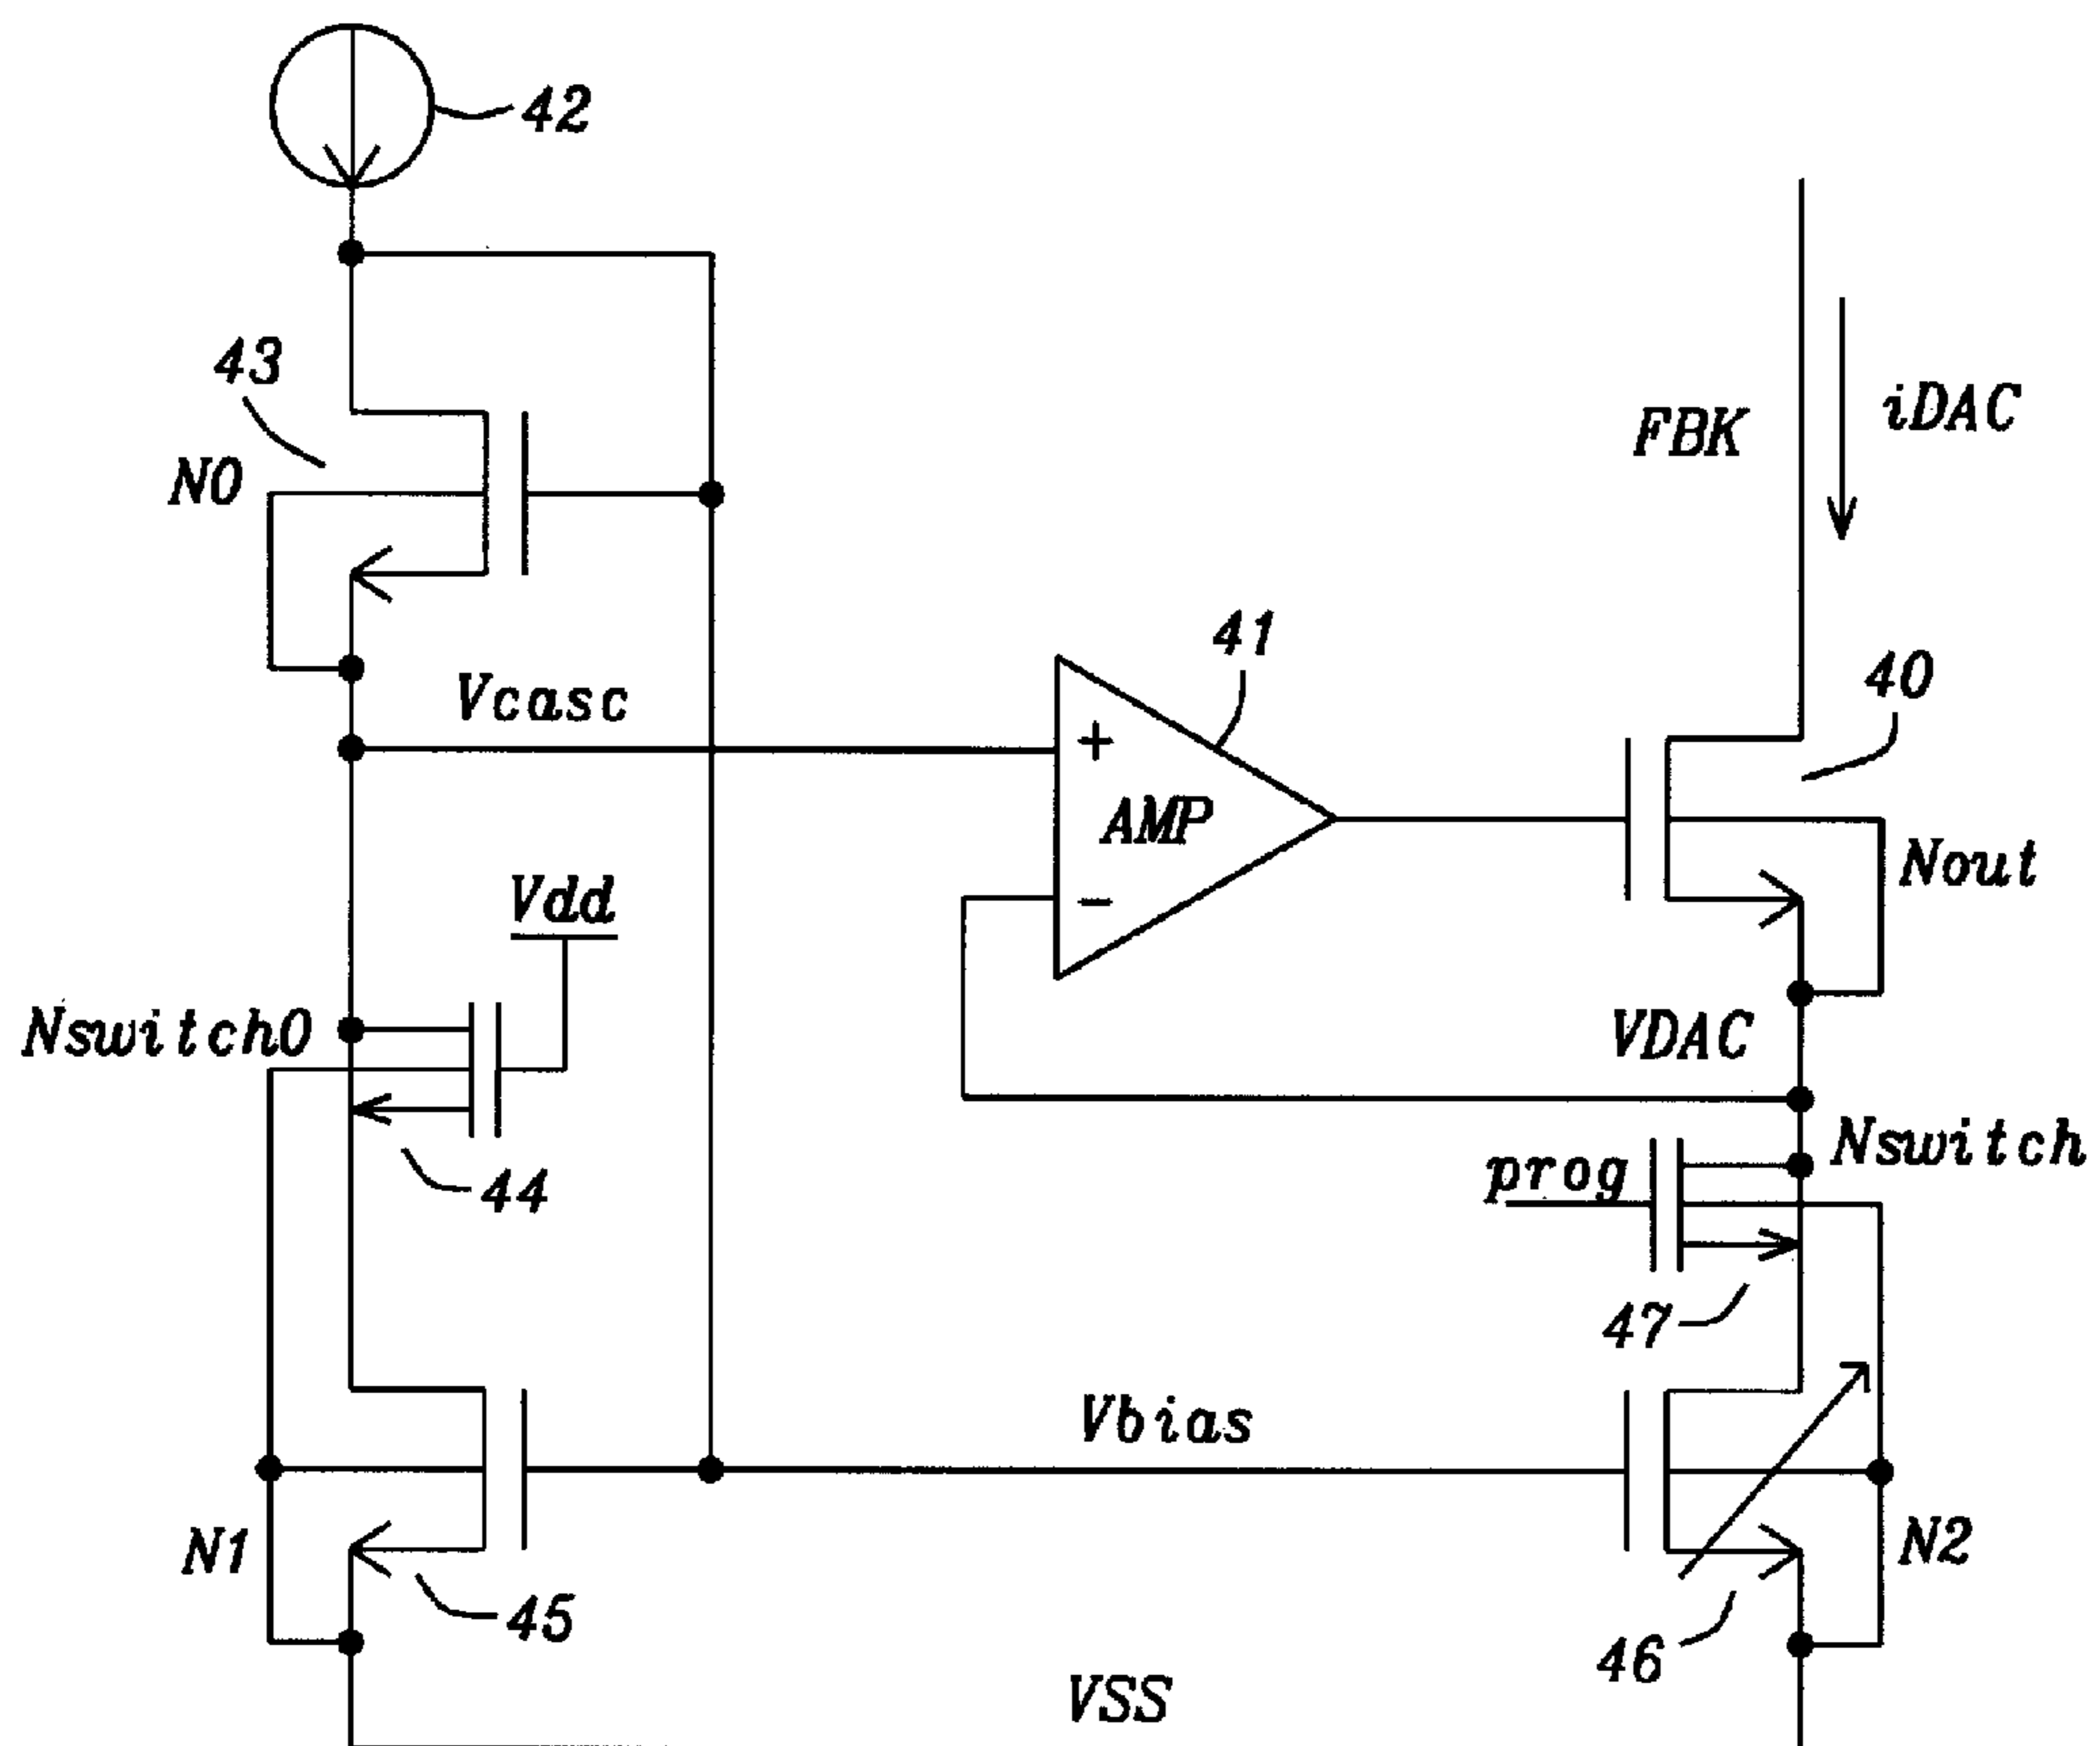 42
43
iDAC
FBK
N0
41
40
Vcasc
+
AMP
Nout
Vdd
-
Nswitch0
VDAC
Nswitch
prog
44
47
Vbias
N1
N2
45
46
VSS